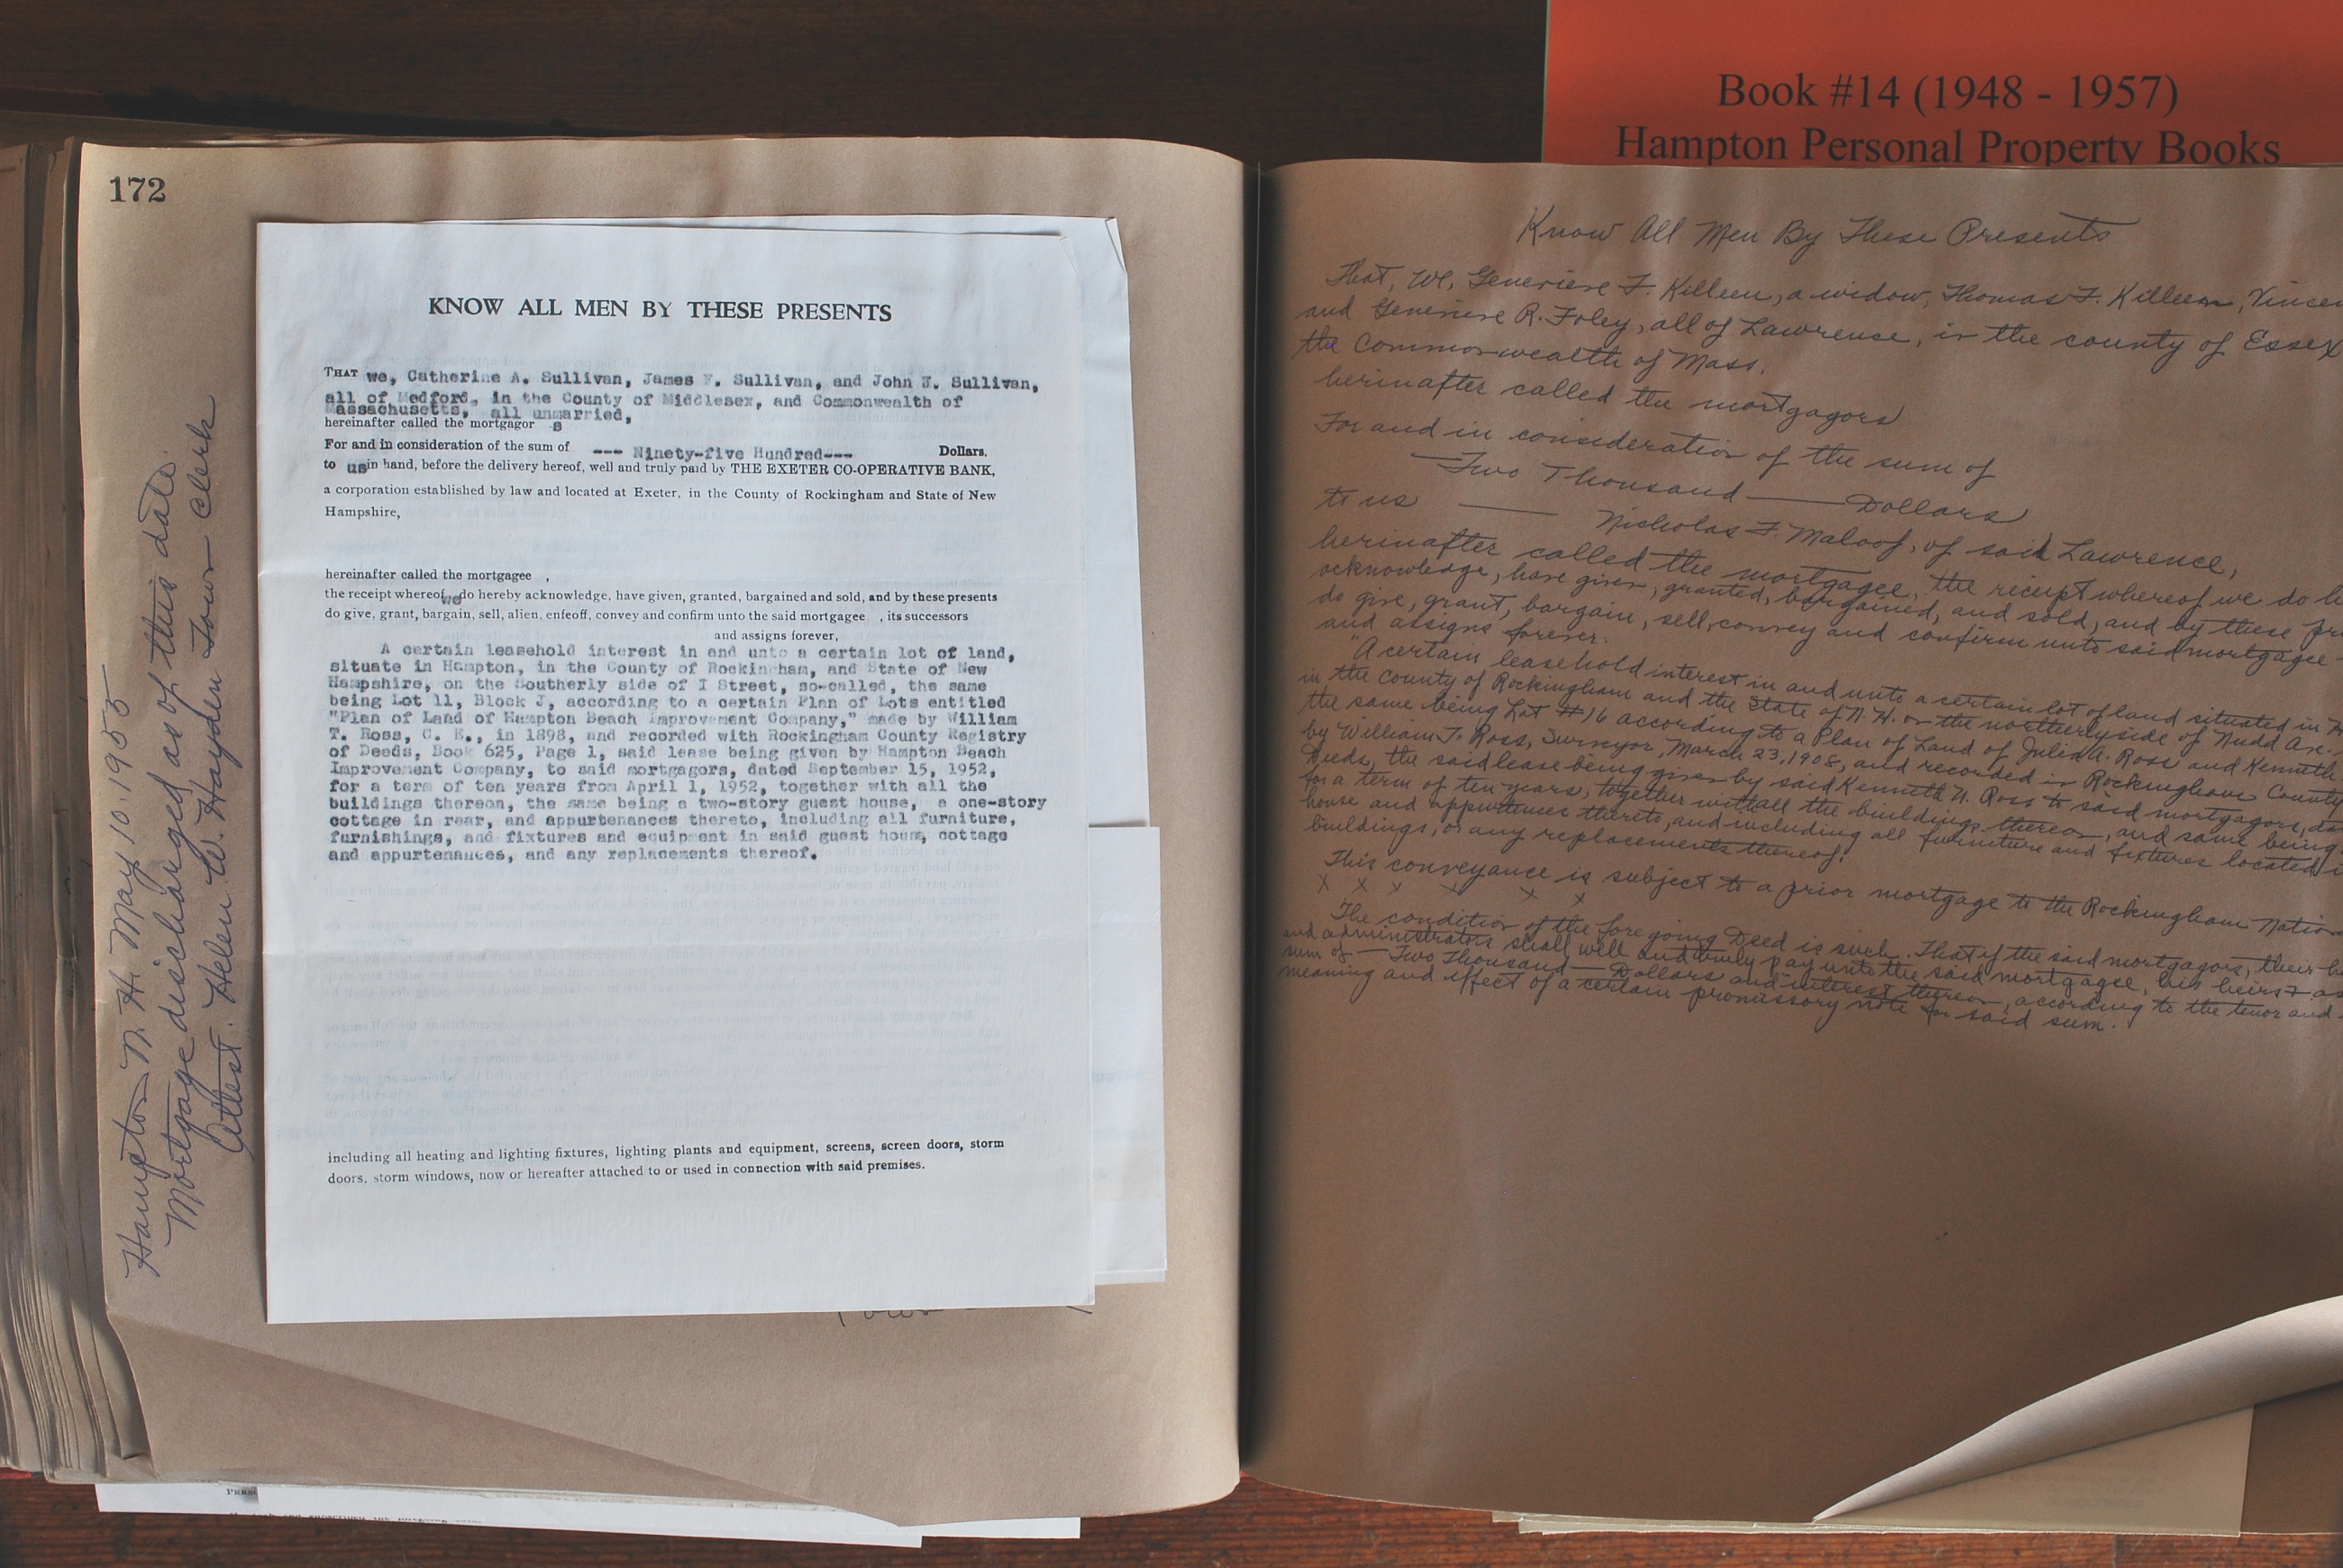 Book #14 (1948 - 1957)
Hampton Personal Property Books
172
Hampton N. H. May 10. 1955
Mortgage discharged as of this date.
Attest. Helen W. Hayden Town Clerk
KNOW ALL MEN BY THESE PRESENTS
THAT we, Catherine A. Sullivan, James F. Sullivan, and John J. Sullivan,
all of Medford, in the County of Middlesex, and Commonwealth of
Massachusetts, all unmarried,
hereinafter called the mortgagor s
For and in consideration of the sum of --- Ninety-five Hundred--- Dollars,
to us in hand, before the delivery hereof, well and truly paid by THE EXETER CO-OPERATIVE BANK,
a corporation established by law and located at Exeter, in the County of Rockingham and State of New
Hampshire,
hereinafter called the mortgagee ,
the receipt whereof we do hereby acknowledge, have given, granted, bargained and sold, and by these presents
do give, grant, bargain, sell, alien, enfeoff, convey and confirm unto the said mortgagee , its successors
and assigns forever,
A certain leasehold interest in and unto a certain lot of land,
situate in Hampton, in the County of Rockingham, and State of New
Hampshire, on the Southerly side of I Street, so-called, the same
being Lot 11, Block J, according to a certain Plan of Lots entitled
"Plan of Land of Hampton Beach Improvement Company," made by William
T. Ross, C. E., in 1898, and recorded with Rockingham County Registry
of Deeds, Book 625, Page 1, said lease being given by Hampton Beach
Improvement Company, to said mortgagors, dated September 15, 1952,
for a term of ten years from April 1, 1952, together with all the
buildings thereon, the same being a two-story guest house, a one-story
cottage in rear, and appurtenances thereto, including all furniture,
furnishings, and fixtures and equipment in said guest house, cottage
and appurtenances, and any replacements thereof.
including all heating and lighting fixtures, lighting plants and equipment, screens, screen doors, storm
doors, storm windows, now or hereafter attached to or used in connection with said premises.
Know All Men By These Presents
That, We, Genevieve F. Killeen, a widow, Thomas F. Killeen, Vincen
and Genevieve R. Foley, all of Lawrence, in the county of Essex
the Commonwealth of Mass.
herinafter called the mortgagors
For and in consideration of the sum of
Two Thousand Dollars
to us Nicholas F. Maloof, of said Lawrence,
herinafter called the mortgagee, the receipt whereof we do he
acknowledge, have given, granted, bargained, and sold, and by these pre
do give, grant, bargain, sell, convey and confirm unto said mortgagee
and assigns forever.
"A certain leasehold interest in and unto a certain lot of land situated in H
in the County of Rockingham and the State of N. H. on the northerly side of Nudd Ave.
the same being Lot #16 according to a Plan of Land of Julia A. Ross and Kenneth
by William T. Ross, Surveyor, March 23, 1908, and recorded in Rockingham County
Deeds, the said lease being given by said Kenneth N. Ross to said mortgagors, da
for a term of ten years, together with all the buildings thereon, and same being
house and appurtenances thereto, and including all furniture and fixtures located i
buildings, or any replacements thereof.
This conveyance is subject to a prior mortgage to the Rockingham Nation
x x x x x x
The condition of the foregoing Deed is such. That if the said mortgagors, their he
and administrators shall well and truly pay unto the said mortgagee, his heirs & as
sum of — Two Thousand — Dollars and interest thereon, according to the tenor and
meaning and effect of a certain promissory note for said sum.